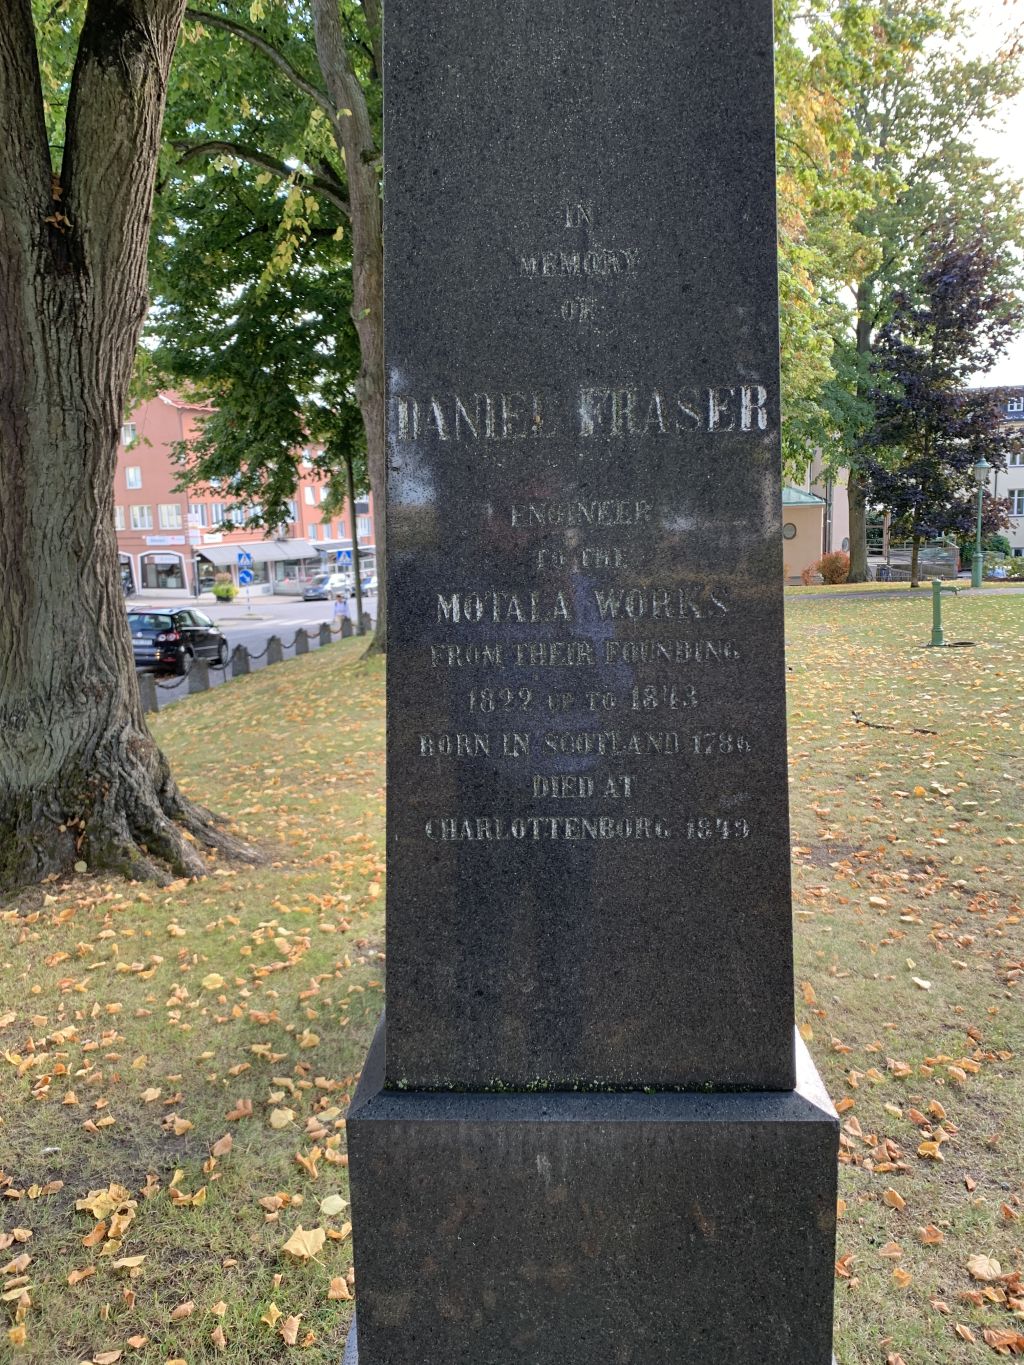 IN
MEMORY
OF
DANIEL FRASER
ENGINEER
TO THE
MOTALA WORKS
FROM THEIR FOUNDING
1822 UP TO 1843
BORN IN SCOTLAND 1786
DIED AT
CHARLOTTENBORG 1849